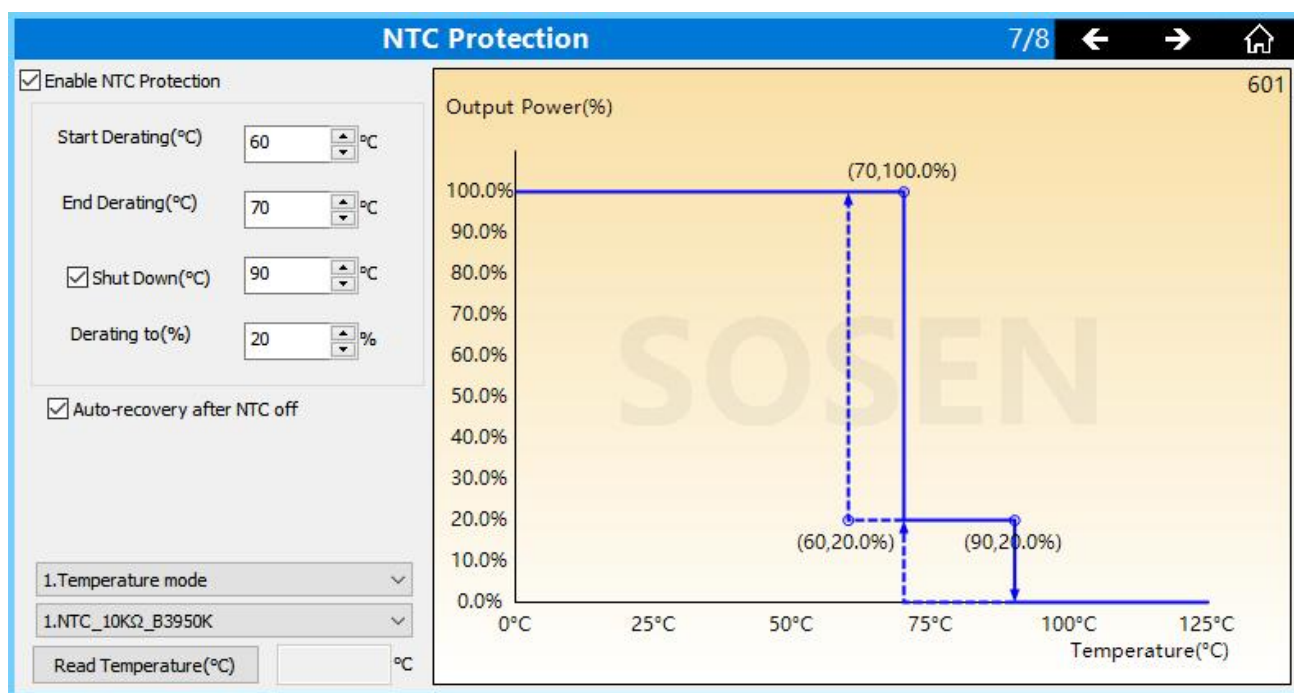 NTC Protection
7/8
Enable NTC Protection
Start Derating(°C) 60 °C
End Derating(°C) 70 °C
Shut Down(°C) 90 °C
Derating to(%) 20 %
Auto-recovery after NTC off
1.Temperature mode
1.NTC_10KΩ_B3950K
Read Temperature(°C) °C
601
Output Power(%)
(70,100.0%)
100.0%
90.0%
80.0%
70.0%
60.0%
50.0%
40.0%
30.0%
20.0%
10.0%
0.0%
SOSEN
(60,20.0%) (90,20.0%)
0°C 25°C 50°C 75°C 100°C 125°C
Temperature(°C)